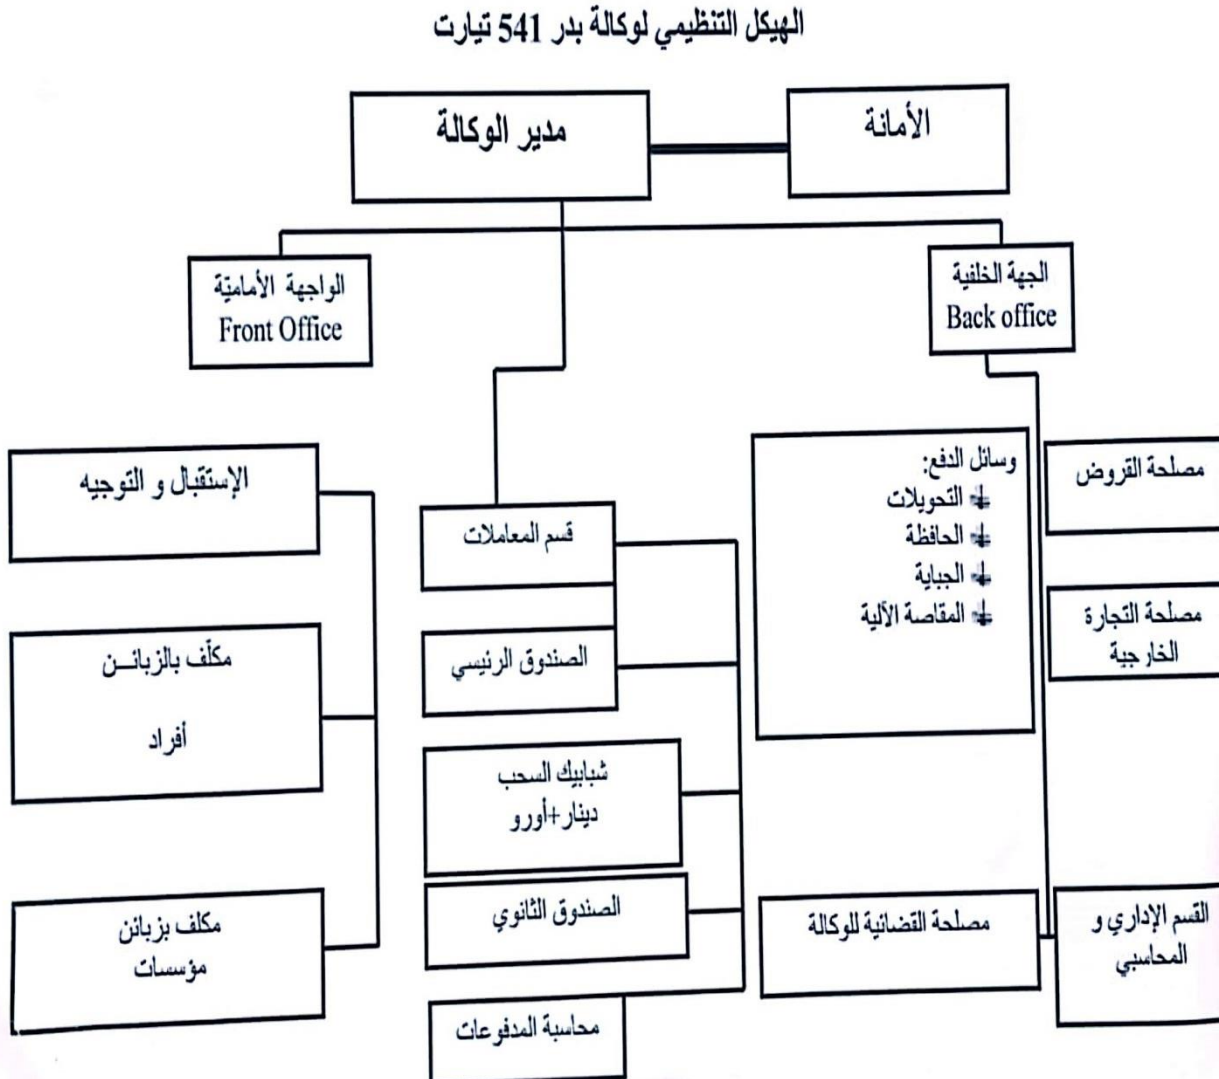 الهيكل التنظيمي لوكالة بدر 541 تيارت
الأمانة
مدير الوكالة
الجهة الخلفية
Back office
الواجهة الأماميّة
Front Office
مصلحة القروض
مصلحة التجارة
الخارجية
القسم الإداري و
المحاسبي
وسائل الدفع:
التحويلات
الحافظة
الجباية
المقاصة الآلية
مصلحة القضائية للوكالة
قسم المعاملات
الصندوق الرئيسي
شبابيك السحب
دينار+أورو
الصندوق الثانوي
محاسبة المدفوعات
الإستقبال و التوجيه
مكلّف بالزبائــن
أفراد
مكلف بزبائن
مؤسسات